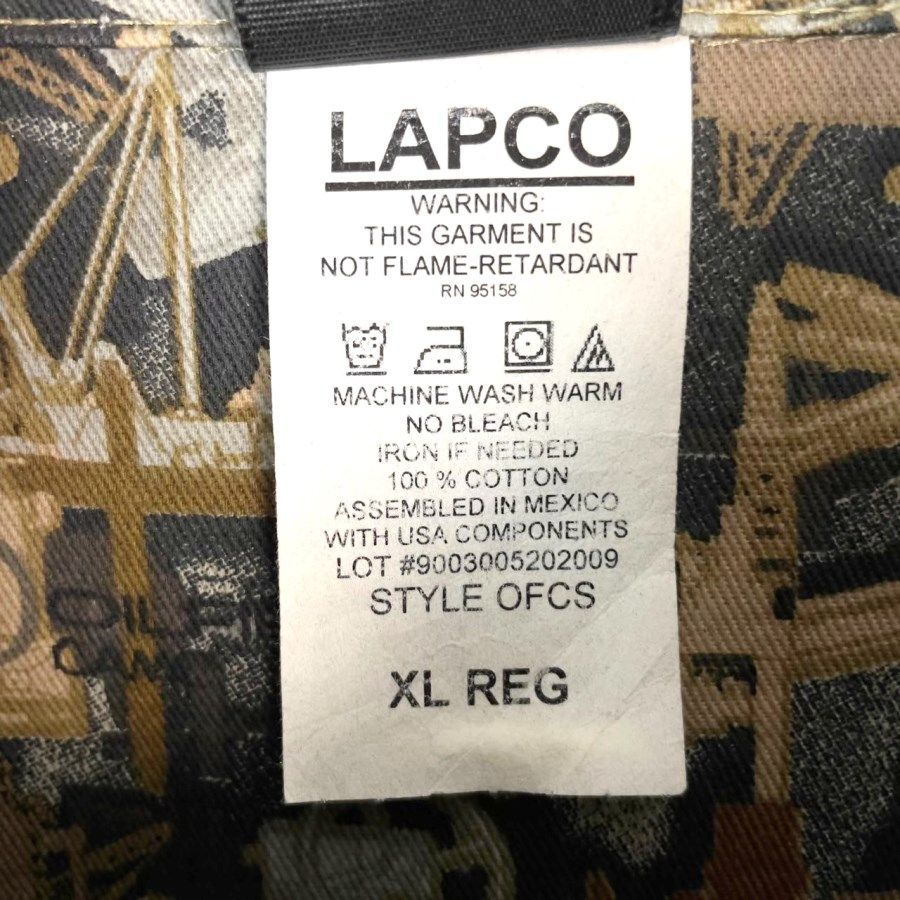 LAPCO
WARNING:
THIS GARMENT IS
NOT FLAME-RETARDANT
RN 95158
MACHINE WASH WARM
NO BLEACH
IRON IF NEEDED
100 % COTTON
ASSEMBLED IN MEXICO
WITH USA COMPONENTS
LOT #9003005202009
STYLE OFCS
XL REG